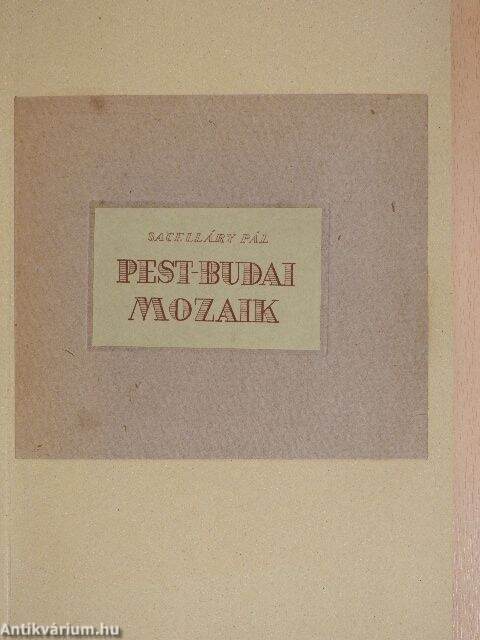 SACELLÁRY PÁL
PEST-BUDAI
MOZAIK
Antikvárium.hu